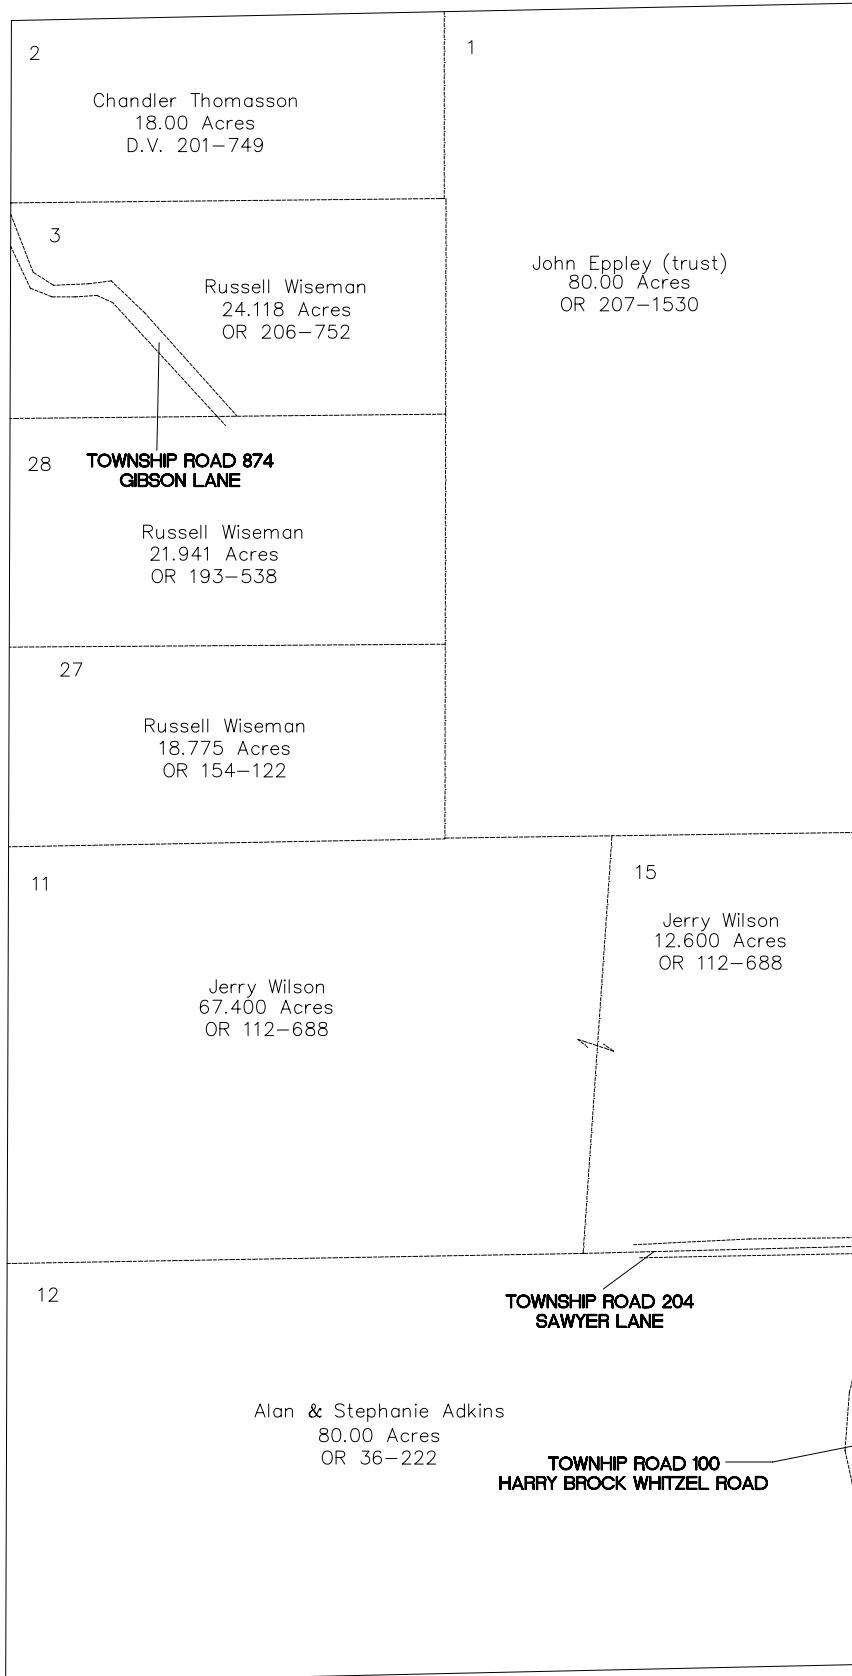 2
1
Chandler Thomasson
18.00 Acres
D.V. 201-749
3
Russell Wiseman
24.118 Acres
OR 206-752
John Eppley (trust)
80.00 Acres
OR 207-1530
28
TOWNSHIP ROAD 874
GIBSON LANE
Russell Wiseman
21.941 Acres
OR 193-538
27
Russell Wiseman
18.775 Acres
OR 154-122
11
15
Jerry Wilson
12.600 Acres
OR 112-688
Jerry Wilson
67.400 Acres
OR 112-688
12
TOWNSHIP ROAD 204
SAWYER LANE
Alan & Stephanie Adkins
80.00 Acres
OR 36-222
TOWNHIP ROAD 100
HARRY BROCK WHITZEL ROAD